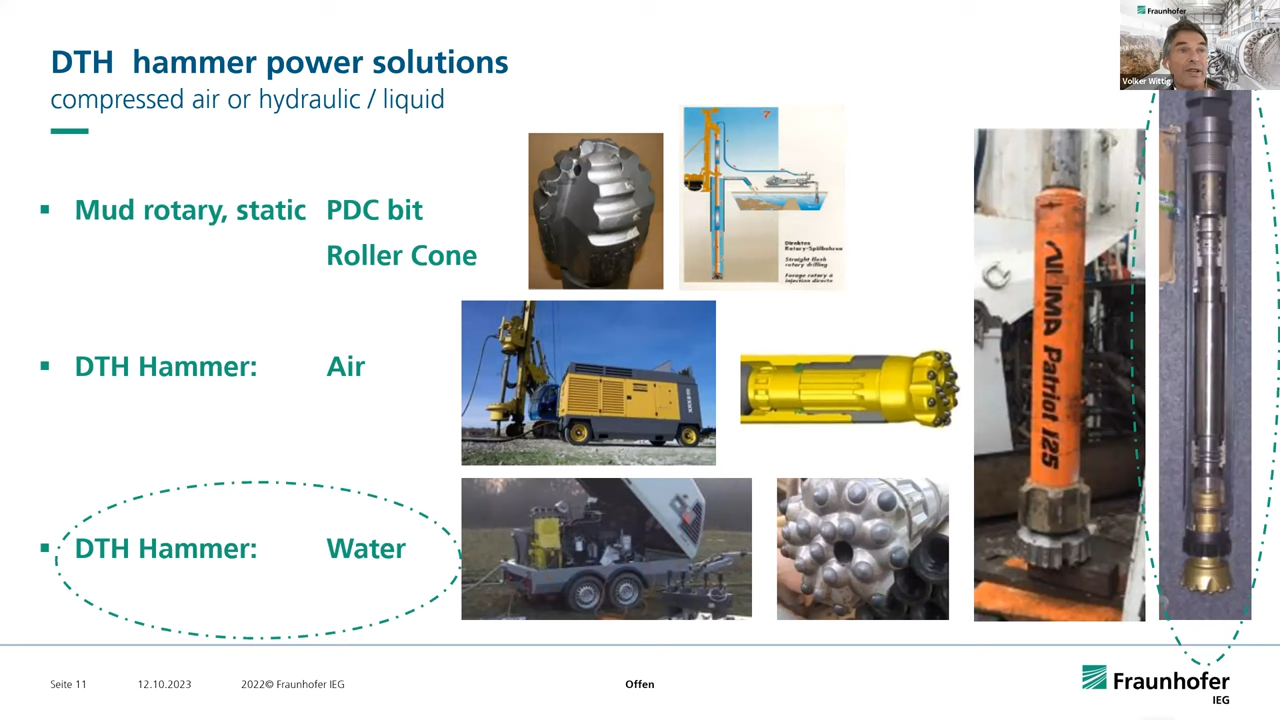 DTH hammer power solutions
compressed air or hydraulic / liquid
Fraunhofer
Volker Wittig
Mud rotary, static PDC bit
Roller Cone
7
Direktes
Rotary-Spülbohren
Straight flush
rotary drilling
Forage rotary à
injection directe
DTH Hammer: Air
DTH Hammer: Water
Patriot 125
Seite 11 12.10.2023 2022© Fraunhofer IEG Offen
Fraunhofer
IEG